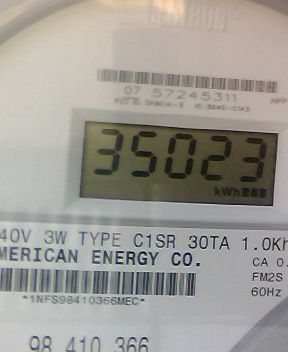 07 57245311
35023
kWh
40V 3W TYPE C1SR 30TA 1.0Kh
MERICAN ENERGY CO.
CA 0.
FM2S
*1NFS98410366MEC*
60Hz
98 410 366